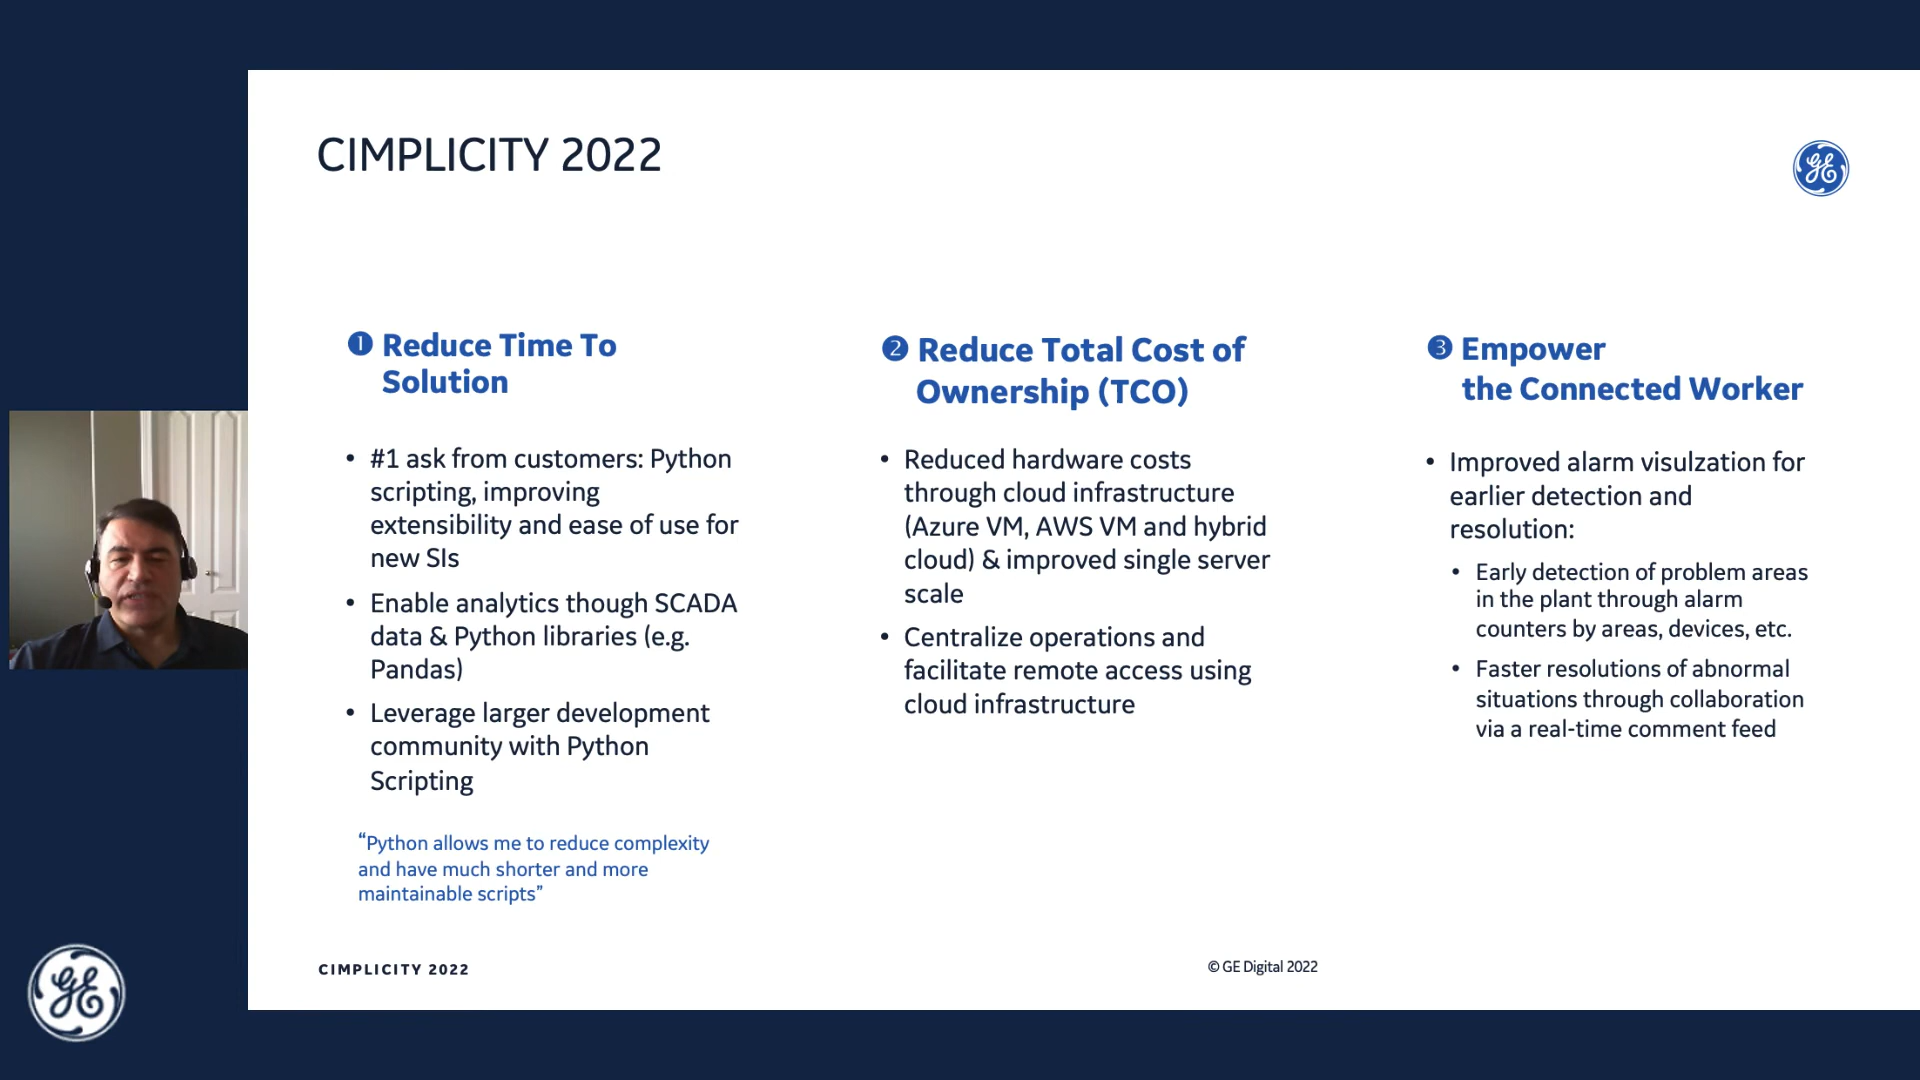 CIMPLICITY 2022
GE
❶ Reduce Time To
Solution
• #1 ask from customers: Python
scripting, improving
extensibility and ease of use for
new SIs
• Enable analytics though SCADA
data & Python libraries (e.g.
Pandas)
• Leverage larger development
community with Python
Scripting
“Python allows me to reduce complexity
and have much shorter and more
maintainable scripts”
❷ Reduce Total Cost of
Ownership (TCO)
• Reduced hardware costs
through cloud infrastructure
(Azure VM, AWS VM and hybrid
cloud) & improved single server
scale
• Centralize operations and
facilitate remote access using
cloud infrastructure
❸ Empower
the Connected Worker
• Improved alarm visulzation for
earlier detection and
resolution:
• Early detection of problem areas
in the plant through alarm
counters by areas, devices, etc.
• Faster resolutions of abnormal
situations through collaboration
via a real-time comment feed
CIMPLICITY 2022
© GE Digital 2022
GE